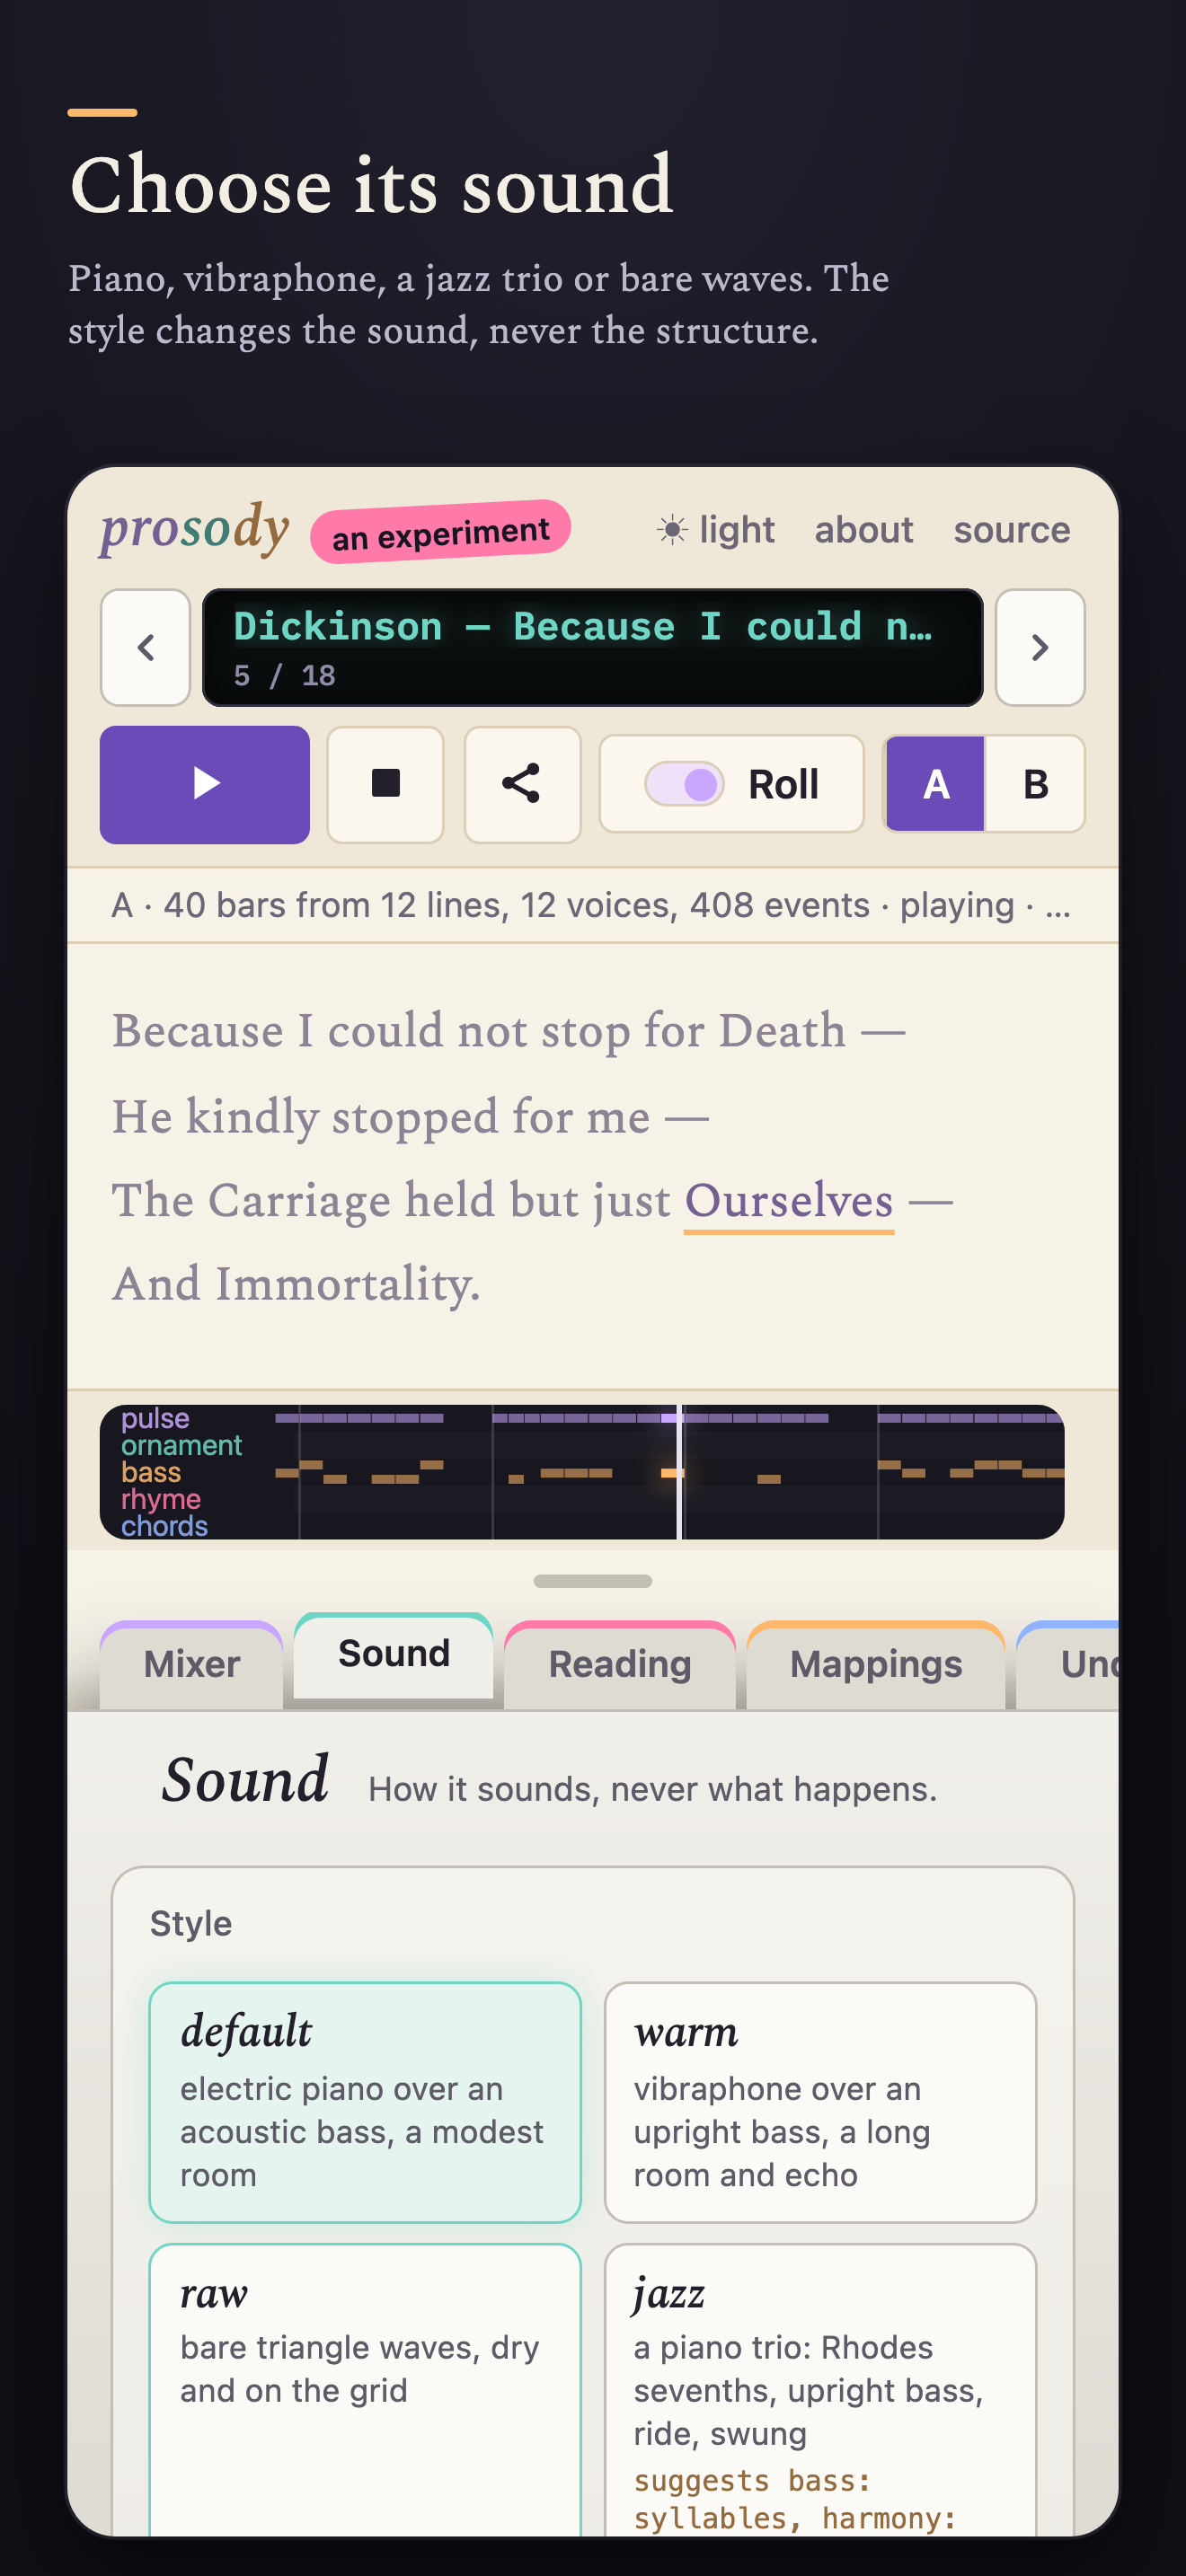 Choose its sound
Piano, vibraphone, a jazz trio or bare waves. The
style changes the sound, never the structure.
prosody an experiment light about source
Dickinson — Because I could n…
5 / 18
Roll A B
A · 40 bars from 12 lines, 12 voices, 408 events · playing · ...
Because I could not stop for Death —
He kindly stopped for me —
The Carriage held but just Ourselves —
And Immortality.
pulse
ornament
bass
rhyme
chords
Mixer Sound Reading Mappings
Sound How it sounds, never what happens.
Style
default
electric piano over an
acoustic bass, a modest
room
warm
vibraphone over an
upright bass, a long
room and echo
raw
bare triangle waves, dry
and on the grid
jazz
a piano trio: Rhodes
sevenths, upright bass,
ride, swung
suggests bass:
syllables, harmony: